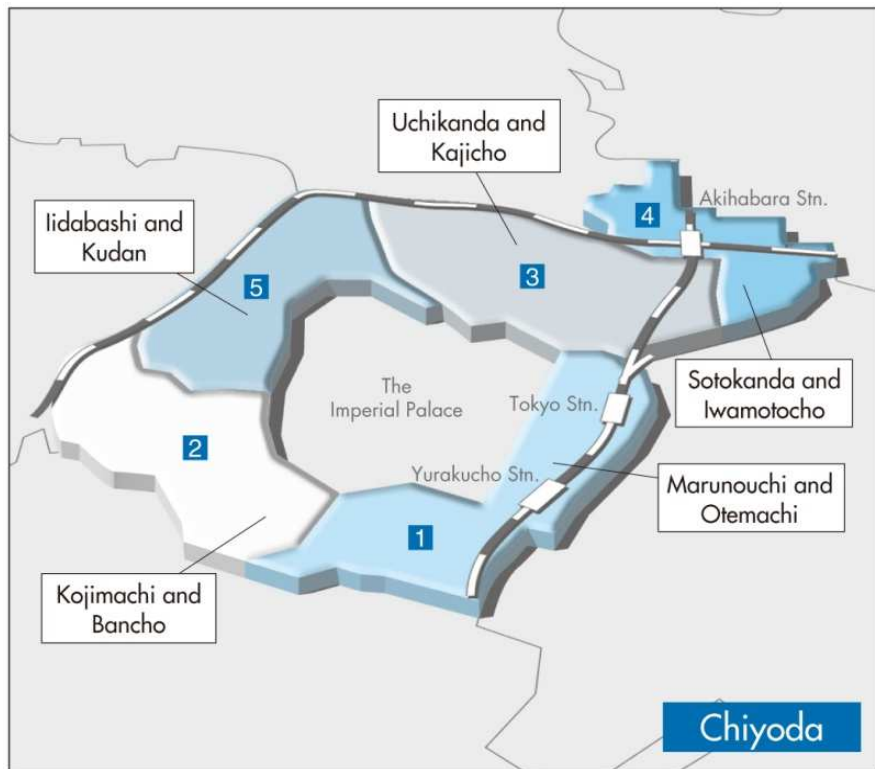 Uchikanda and
Kajicho
Akihabara Stn.
4
Iidabashi and
Kudan
5
3
The
Imperial Palace
Tokyo Stn.
Sotokanda and
Iwamotocho
2
Yurakucho Stn.
Marunouchi and
Otemachi
1
Kojimachi and
Bancho
Chiyoda